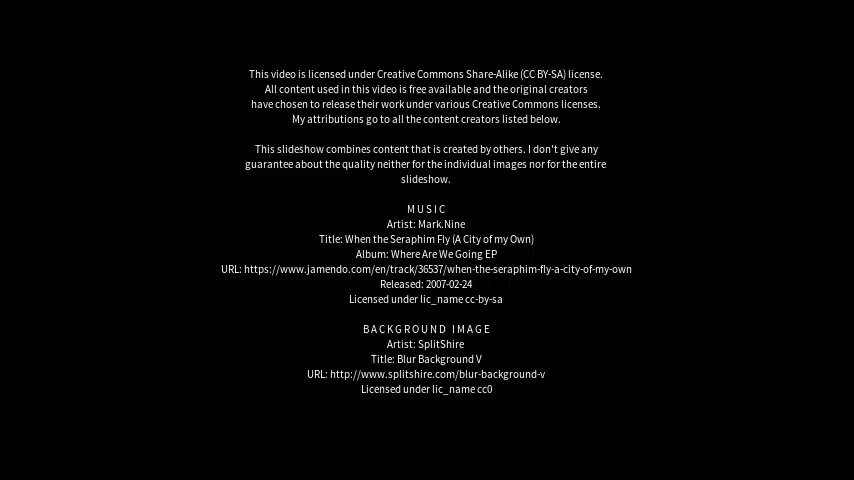 This video is licensed under Creative Commons Share-Alike (CC BY-SA) license.
All content used in this video is free available and the original creators
have chosen to release their work under various Creative Commons licenses.
My attributions go to all the content creators listed below.
This slideshow combines content that is created by others. I don't give any
guarantee about the quality neither for the individual images nor for the entire
slideshow.
MUSIC
Artist: Mark.Nine
Title: When the Seraphim Fly (A City of my Own)
Album: Where Are We Going EP
URL: https://www.jamendo.com/en/track/36537/when-the-seraphim-fly-a-city-of-my-own
Released: 2007-02-24
Licensed under lic_name cc-by-sa
BACKGROUND IMAGE
Artist: SplitShire
Title: Blur Background V
URL: http://www.splitshire.com/blur-background-v
Licensed under lic_name cc0